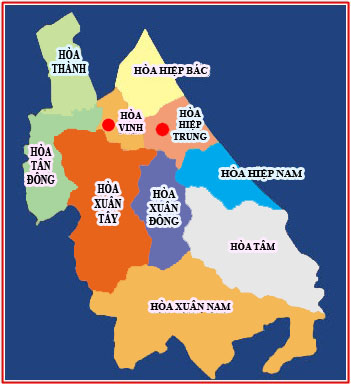 HÒA
THÀNH
HÒA HIỆP BẮC
HÒA
VINH
HÒA
HIỆP
TRUNG
HÒA
TÂN
ĐÔNG
HÒA HIỆP NAM
HÒA
XUÂN
TÂY
HÒA
XUÂN
ĐÔNG
HÒA TÂM
HÒA XUÂN NAM